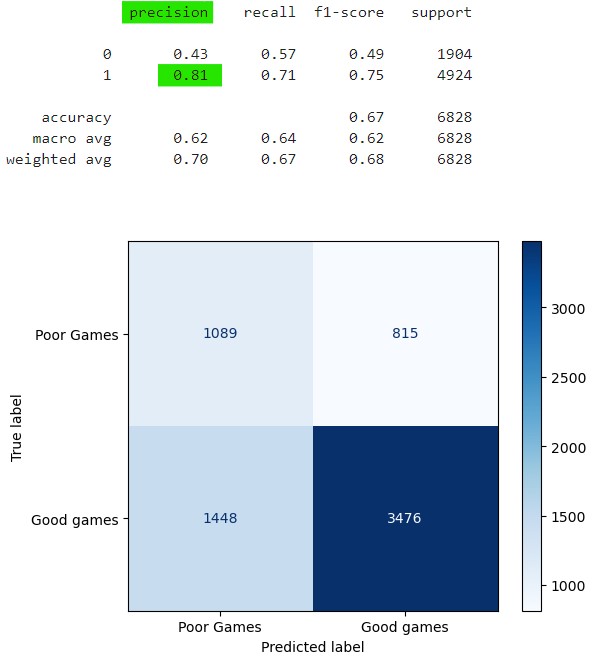 precision recall f1-score support
0 0.43 0.57 0.49 1904
1 0.81 0.71 0.75 4924
accuracy 0.67 6828
macro avg 0.62 0.64 0.62 6828
weighted avg 0.70 0.67 0.68 6828
Poor Games 1089 815
Good games 1448 3476
True label
Poor Games Good games
Predicted label
3000
2500
2000
1500
1000